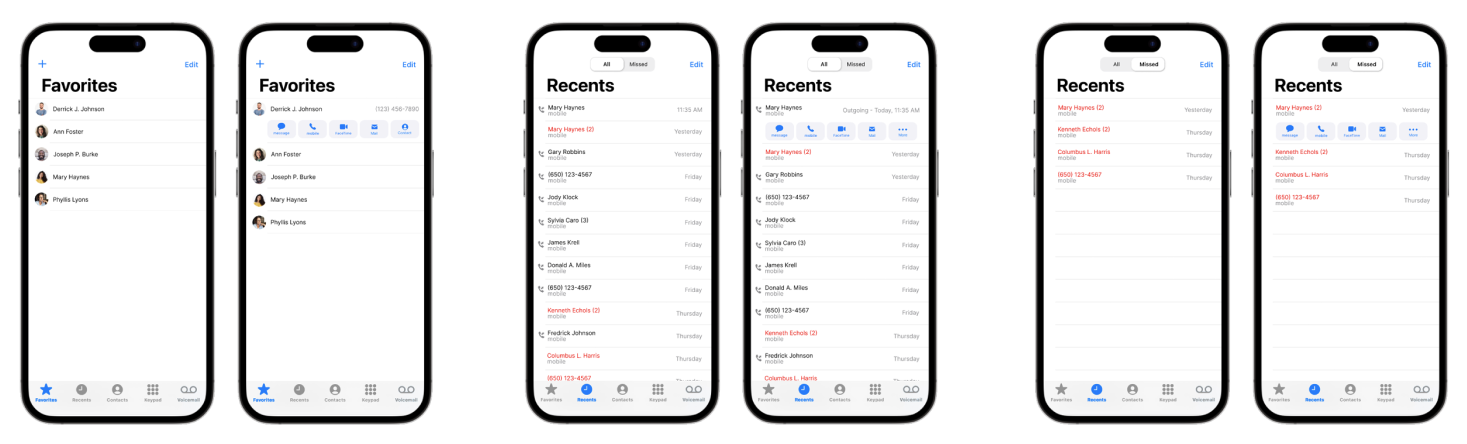 Edit
Favorites
Derrick J. Johnson
Ann Foster
Joseph P. Burke
Mary Haynes
Phyllis Lyons
Favorites Recents Contacts Keypad Voicemail
Edit
Favorites
Derrick J. Johnson (123) 456-7890
message mobile FaceTime Mail Contact
Ann Foster
Joseph P. Burke
Mary Haynes
Phyllis Lyons
Favorites Recents Contacts Keypad Voicemail
All Missed Edit
Recents
Mary Haynes 11:35 AM
mobile
Mary Haynes (2) Yesterday
mobile
Gary Robbins Yesterday
mobile
(650) 123-4567 Friday
mobile
Jody Klock Friday
mobile
Sylvia Caro (3) Friday
mobile
James Krell Friday
mobile
Donald A. Miles Friday
mobile
(650) 123-4567 Friday
mobile
Kenneth Echols (2) Thursday
mobile
Fredrick Johnson Thursday
mobile
Columbus L. Harris Thursday
mobile
(650) 123-4567
Favorites Recents Contacts Keypad Voicemail
All Missed Edit
Recents
Mary Haynes Outgoing - Today, 11:35 AM
mobile
message mobile FaceTime Mail More
Mary Haynes (2) Yesterday
mobile
Gary Robbins Yesterday
mobile
(650) 123-4567 Friday
mobile
Jody Klock Friday
mobile
Sylvia Caro (3) Friday
mobile
James Krell Friday
mobile
Donald A. Miles Friday
mobile
(650) 123-4567 Friday
mobile
Kenneth Echols (2) Thursday
mobile
Fredrick Johnson Thursday
mobile
Columbus L. Harris
Favorites Recents Contacts Keypad Voicemail
All Missed Edit
Recents
Mary Haynes (2) Yesterday
mobile
Kenneth Echols (2) Thursday
mobile
Columbus L. Harris Thursday
mobile
(650) 123-4567 Thursday
mobile
Favorites Recents Contacts Keypad Voicemail
All Missed Edit
Recents
Mary Haynes (2) Yesterday
mobile
message mobile FaceTime Mail More
Kenneth Echols (2) Thursday
mobile
Columbus L. Harris Thursday
mobile
(650) 123-4567 Thursday
mobile
Favorites Recents Contacts Keypad Voicemail